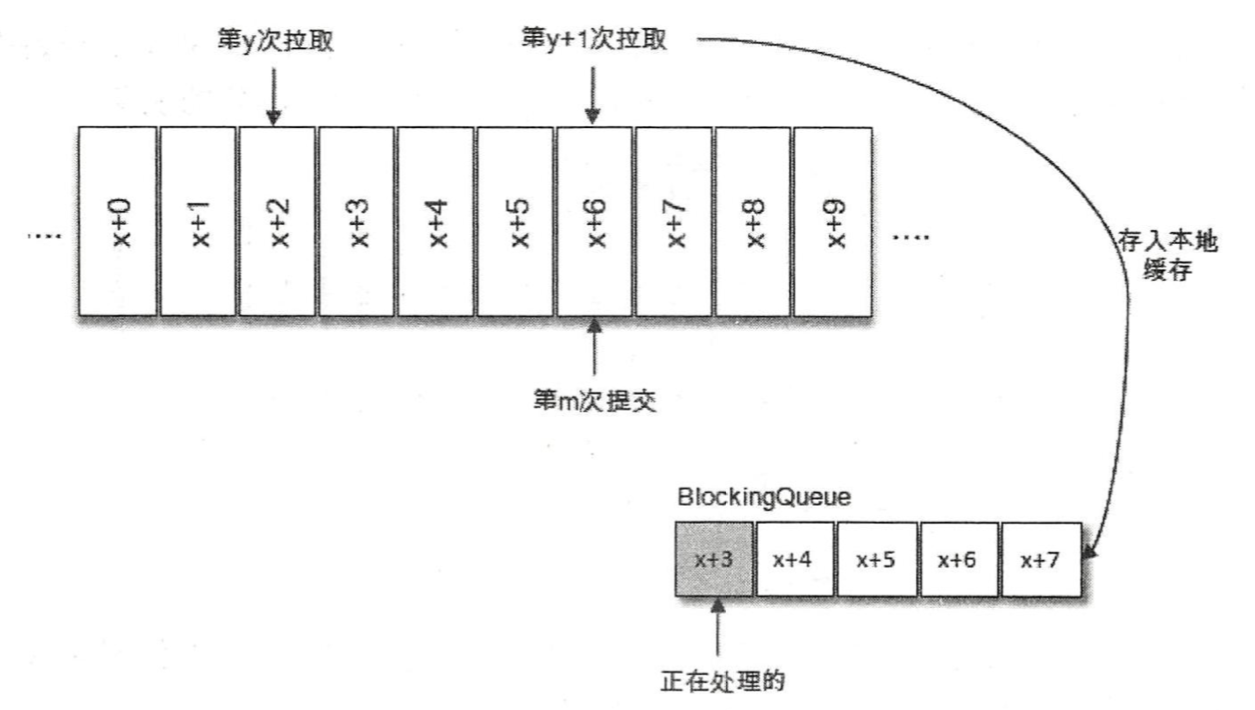 第y次拉取
第y+1次拉取
....
x+0
x+1
x+2
x+3
x+4
x+5
x+6
x+7
x+8
x+9
....
存入本地
缓存
第m次提交
BlockingQueue
x+3
x+4
x+5
x+6
x+7
正在处理的